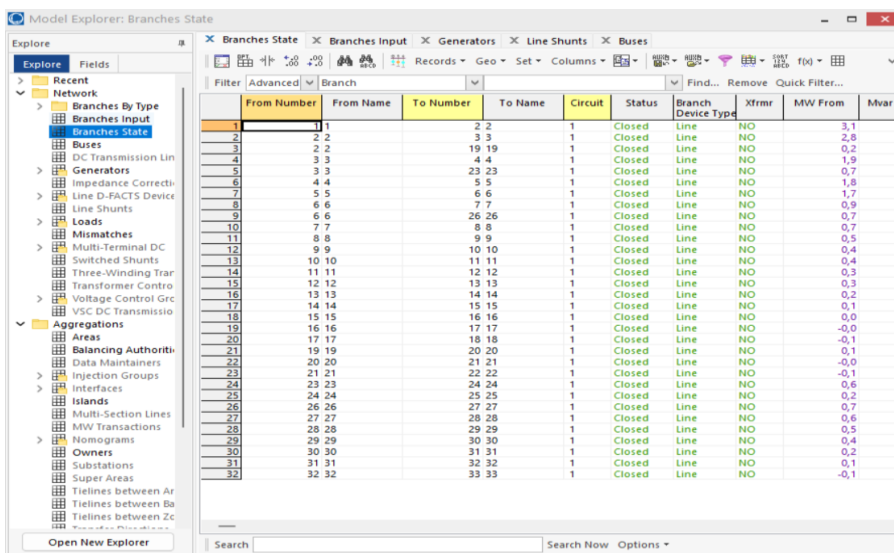 Model Explorer: Branches State
Explore
Explore Fields
Recent
Network
Branches By Type
Branches Input
Branches State
Buses
DC Transmission Lin
Generators
Impedance Correcti
Line D-FACTS Device
Line Shunts
Loads
Mismatches
Multi-Terminal DC
Switched Shunts
Three-Winding Tran
Transformer Contro
Voltage Control Gro
VSC DC Transmissio
Aggregations
Areas
Balancing Authoriti
Data Maintainers
Injection Groups
Interfaces
Islands
Multi-Section Lines
MW Transactions
Nomograms
Owners
Substations
Super Areas
Tielines between Ar
Tielines between Ba
Tielines between Zo
Open New Explorer
X Branches State X Branches Input X Generators X Line Shunts X Buses
Records Geo Set Columns f(x)
Filter Advanced Branch Find... Remove Quick Filter...
From Number From Name To Number To Name Circuit Status Branch Device Type Xfrmr MW From Mvar
1 1 1 2 2 1 Closed Line NO 3,1
2 2 2 3 3 1 Closed Line NO 2,8
3 2 2 19 19 1 Closed Line NO 0,2
4 3 3 4 4 1 Closed Line NO 1,9
5 3 3 23 23 1 Closed Line NO 0,7
6 4 4 5 5 1 Closed Line NO 1,8
7 5 5 6 6 1 Closed Line NO 1,7
8 6 6 7 7 1 Closed Line NO 0,9
9 6 6 26 26 1 Closed Line NO 0,7
10 7 7 8 8 1 Closed Line NO 0,7
11 8 8 9 9 1 Closed Line NO 0,5
12 9 9 10 10 1 Closed Line NO 0,4
13 10 10 11 11 1 Closed Line NO 0,4
14 11 11 12 12 1 Closed Line NO 0,3
15 12 12 13 13 1 Closed Line NO 0,3
16 13 13 14 14 1 Closed Line NO 0,2
17 14 14 15 15 1 Closed Line NO 0,1
18 15 15 16 16 1 Closed Line NO 0,0
19 16 16 17 17 1 Closed Line NO -0,0
20 17 17 18 18 1 Closed Line NO -0,1
21 19 19 20 20 1 Closed Line NO 0,1
22 20 20 21 21 1 Closed Line NO -0,0
23 21 21 22 22 1 Closed Line NO -0,1
24 23 23 24 24 1 Closed Line NO 0,6
25 24 24 25 25 1 Closed Line NO 0,2
26 26 26 27 27 1 Closed Line NO 0,7
27 27 27 28 28 1 Closed Line NO 0,6
28 28 28 29 29 1 Closed Line NO 0,5
29 29 29 30 30 1 Closed Line NO 0,4
30 30 30 31 31 1 Closed Line NO 0,2
31 31 31 32 32 1 Closed Line NO 0,1
32 32 32 33 33 1 Closed Line NO -0,1
Search Search Now Options